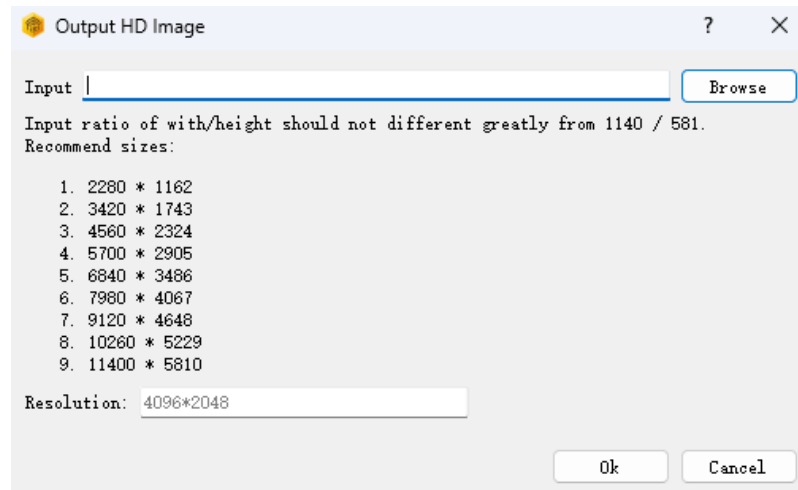 Output HD Image
?
Input
Browse
Input ratio of with/height should not different greatly from 1140 / 581.
Recommend sizes:
1. 2280 * 1162
2. 3420 * 1743
3. 4560 * 2324
4. 5700 * 2905
5. 6840 * 3486
6. 7980 * 4067
7. 9120 * 4648
8. 10260 * 5229
9. 11400 * 5810
Resolution: 4096*2048
Ok
Cancel